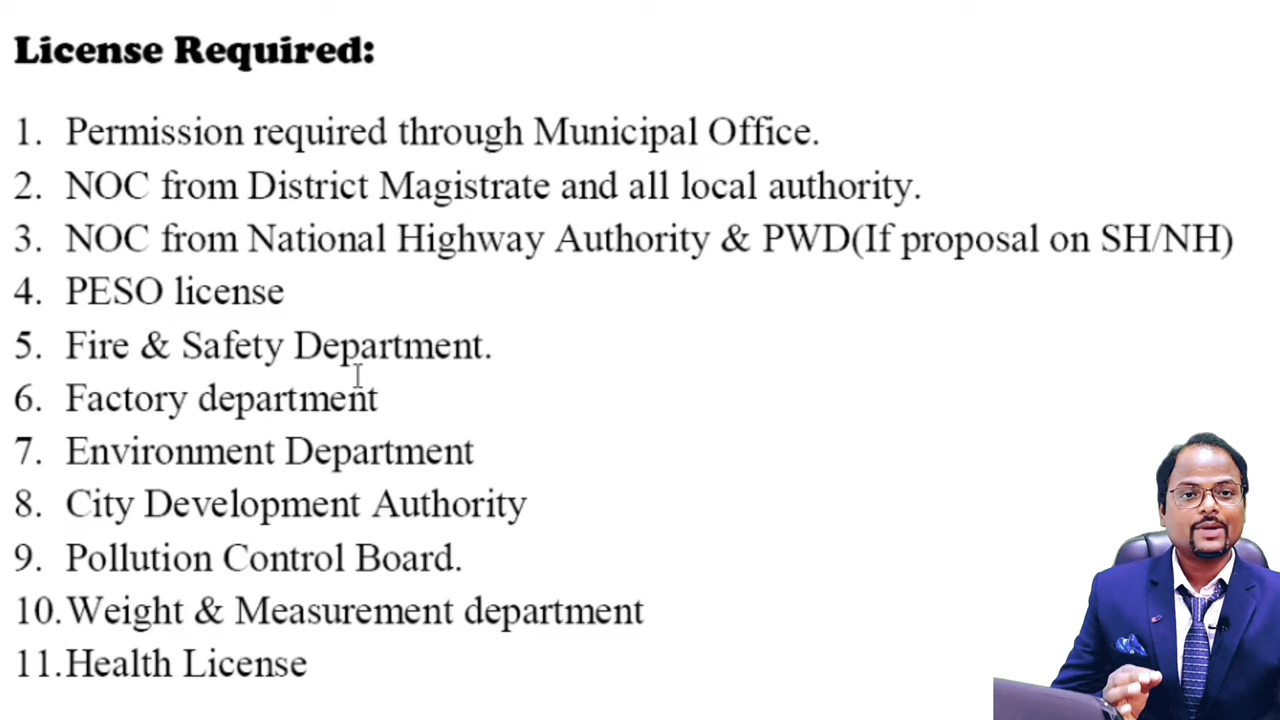 License Required:
1. Permission required through Municipal Office.
2. NOC from District Magistrate and all local authority.
3. NOC from National Highway Authority & PWD(If proposal on SH/NH)
4. PESO license
5. Fire & Safety Department.
6. Factory department
7. Environment Department
8. City Development Authority
9. Pollution Control Board.
10. Weight & Measurement department
11. Health License